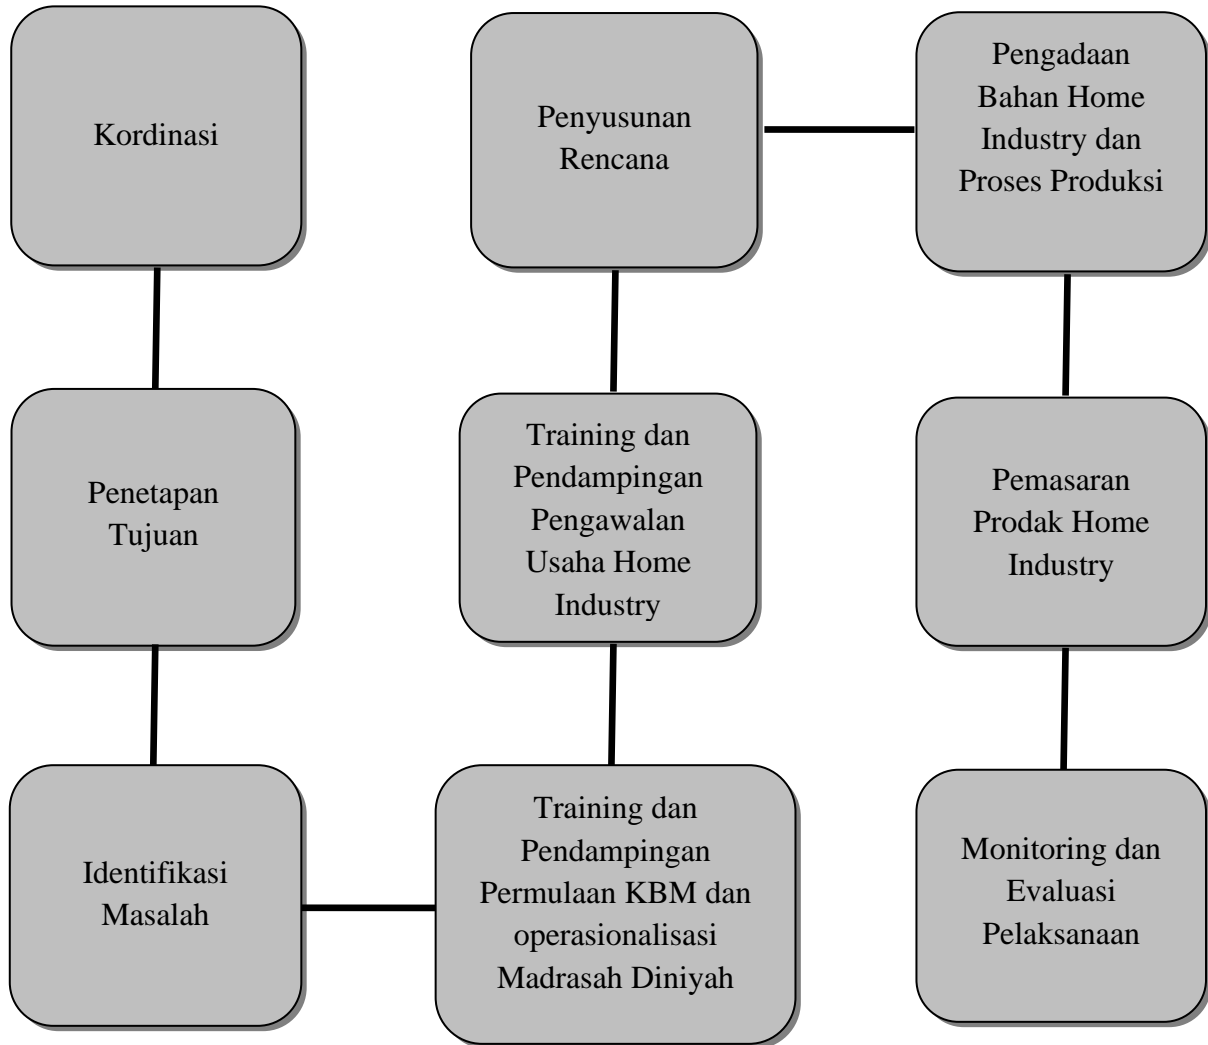 Kordinasi
Penetapan
Tujuan
Identifikasi
Masalah
Training dan
Pendampingan
Permulaan KBM dan
operasionalisasi
Madrasah Diniyah
Training dan
Pendampingan
Pengawalan
Usaha Home
Industry
Penyusunan
Rencana
Pengadaan
Bahan Home
Industry dan
Proses Produksi
Pemasaran
Prodak Home
Industry
Monitoring dan
Evaluasi
Pelaksanaan